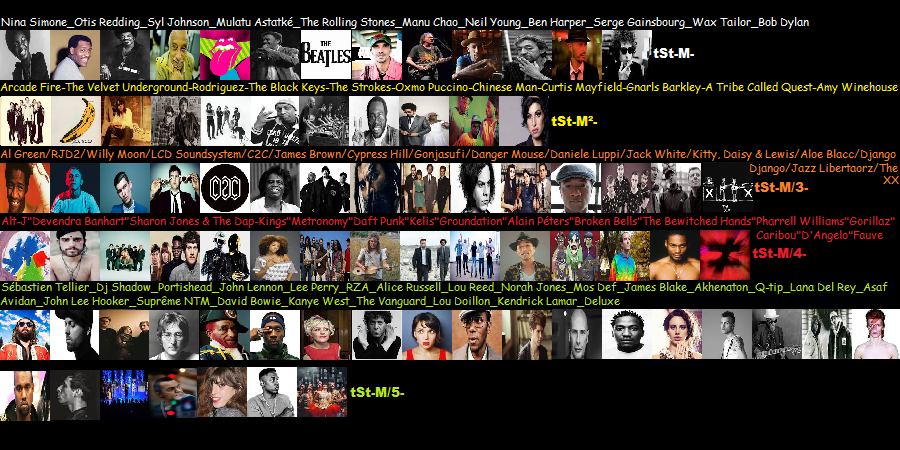 Nina Simone_Otis Redding_Syl Johnson_Mulatu Astatké_The Rolling Stones_Manu Chao_Neil Young_Ben Harper_Serge Gainsbourg_Wax Tailor_Bob Dylan
THE
BEATLES
tSt-M-
Arcade Fire-The Velvet Underground-Rodriguez-The Black Keys-The Strokes-Oxmo Puccino-Chinese Man-Curtis Mayfield-Gnarls Barkley-A Tribe Called Quest-Amy Winehouse
tSt-M²-
Al Green/RJD2/Willy Moon/LCD Soundsystem/C2C/James Brown/Cypress Hill/Gonjasufi/Danger Mouse/Daniele Luppi/Jack White/Kitty, Daisy & Lewis/Aloe Blacc/Django
Django/Jazz Libertaorz/The
XX
C2C
tSt-M/3-
Alt-J"Devendra Banhart"Sharon Jones & The Dap-Kings"Metronomy"Daft Punk"Kelis"Groundation"Alain Péters"Broken Bells"The Bewitched Hands"Pharrell Williams"Gorillaz"
Caribou"D'Angelo"Fauve
tSt-M/4-
Sébastien Tellier_Dj Shadow_Portishead_John Lennon_Lee Perry_RZA_Alice Russell_Lou Reed_Norah Jones_Mos Def_James Blake_Akhenaton_Q-tip_Lana Del Rey_Asaf
Avidan_John Lee Hooker_Suprême NTM_David Bowie_Kanye West_The Vanguard_Lou Doillon_Kendrick Lamar_Deluxe
tSt-M/5-